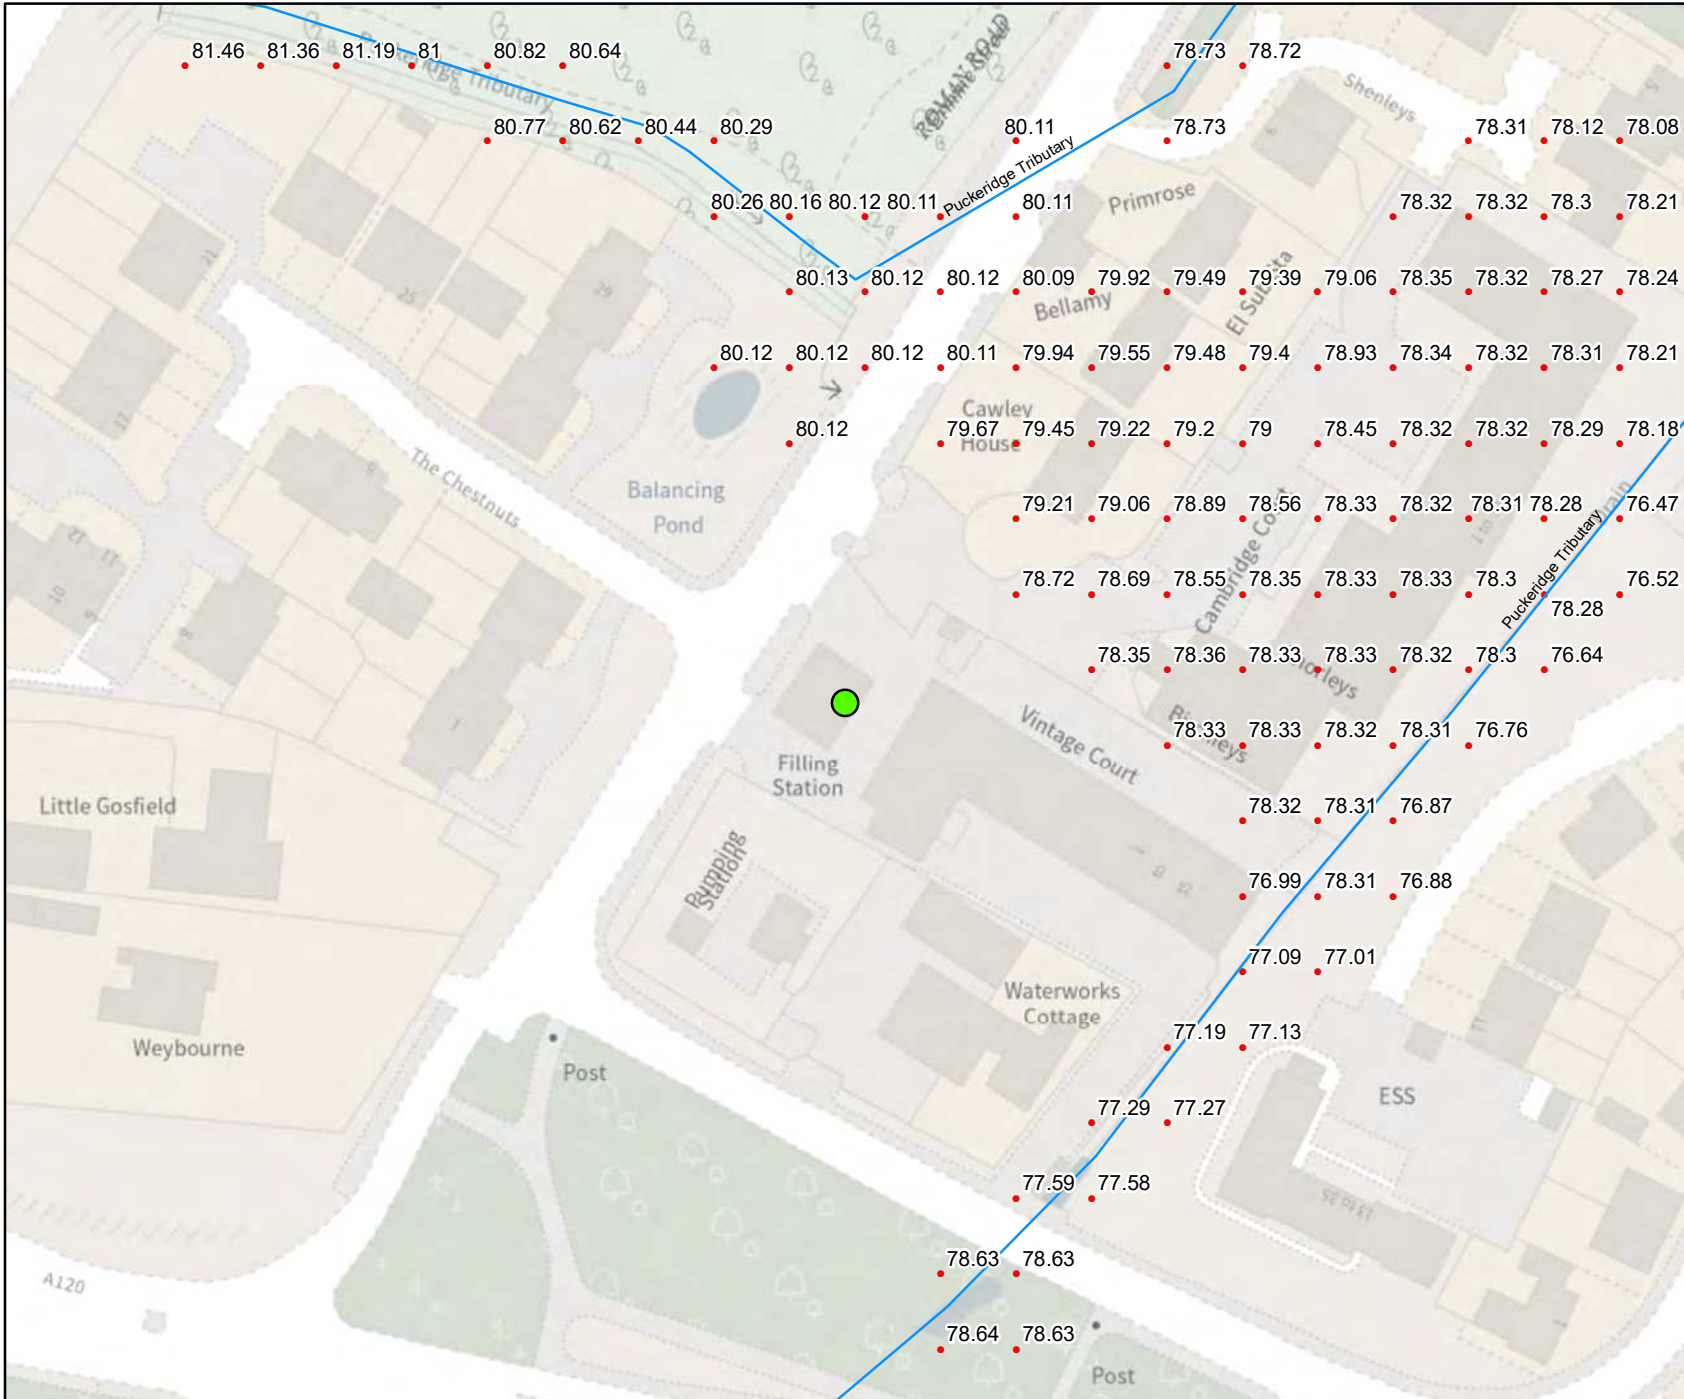 81.46 81.36 81.19 81 80.82 80.64 78.73 78.72
Shenleys
80.77 80.62 80.44 80.29 80.11 78.73 78.31 78.12 78.08
Puckeridge Tributary
80.26 80.16 80.12 80.11 80.11 78.32 78.32 78.3 78.21
Primrose
80.13 80.12 80.12 80.09 79.92 79.49 79.39 79.06 78.35 78.32 78.27 78.24
25
29
Bellamy
80.12 80.12 80.12 80.11 79.94 79.55 79.48 79.4 78.93 78.34 78.32 78.31 78.21
Cawley
House
80.12 79.67 79.45 79.22 79.2 79 78.45 78.32 78.32 78.29 78.18
The Chestnuts
Balancing
Pond
79.21 79.06 78.89 78.56 78.33 78.32 78.31 78.28 76.47
12
11
10
Puckeridge Tributary
78.72 78.69 78.55 78.35 78.33 78.33 78.3 78.28 76.52
78.35 78.36 78.33 78.33 78.32 78.3 76.64
Vintage Court
78.33 78.33 78.32 78.31 76.76
Filling
Station
Little Gosfield
78.32 78.31 76.87
Pumping
Station
76.99 78.31 76.88
77.09 77.01
Waterworks
Cottage
Weybourne
77.19 77.13
Post
ESS
77.29 77.27
77.59 77.58
13 to 35
78.63 78.63
A120
78.64 78.63
Post